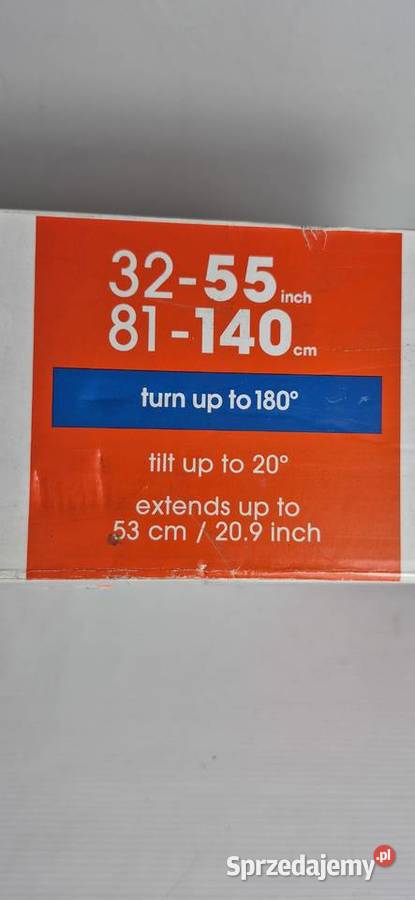 32-55 inch
81-140 cm
turn up to 180°
tilt up to 20°
extends up to
53 cm / 20.9 inch
Sprzedajemy.pl